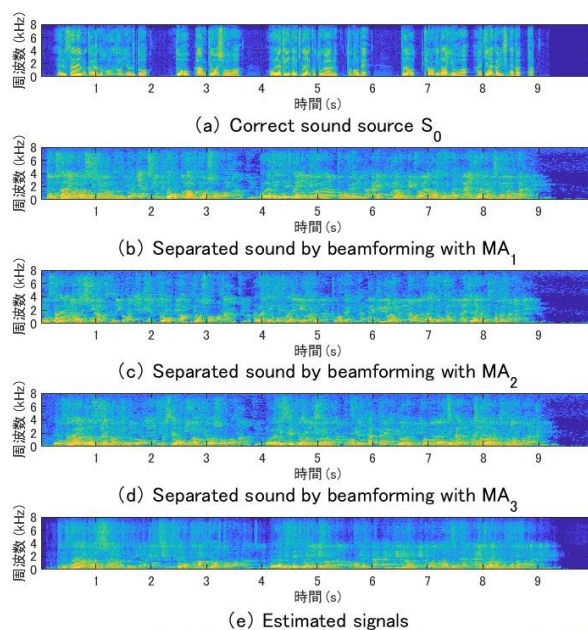 周波数 (kHz)
8
6
4
2
0
1 2 3 4 5 6 7 8 9
時間 (s)
(a) Correct sound source S0
周波数 (kHz)
8
6
4
2
0
1 2 3 4 5 6 7 8 9
時間 (s)
(b) Separated sound by beamforming with MA1
周波数 (kHz)
8
6
4
2
0
1 2 3 4 5 6 7 8 9
時間 (s)
(c) Separated sound by beamforming with MA2
周波数 (kHz)
8
6
4
2
0
1 2 3 4 5 6 7 8 9
時間 (s)
(d) Separated sound by beamforming with MA3
周波数 (kHz)
8
6
4
2
0
1 2 3 4 5 6 7 8 9
時間 (s)
(e) Estimated signals